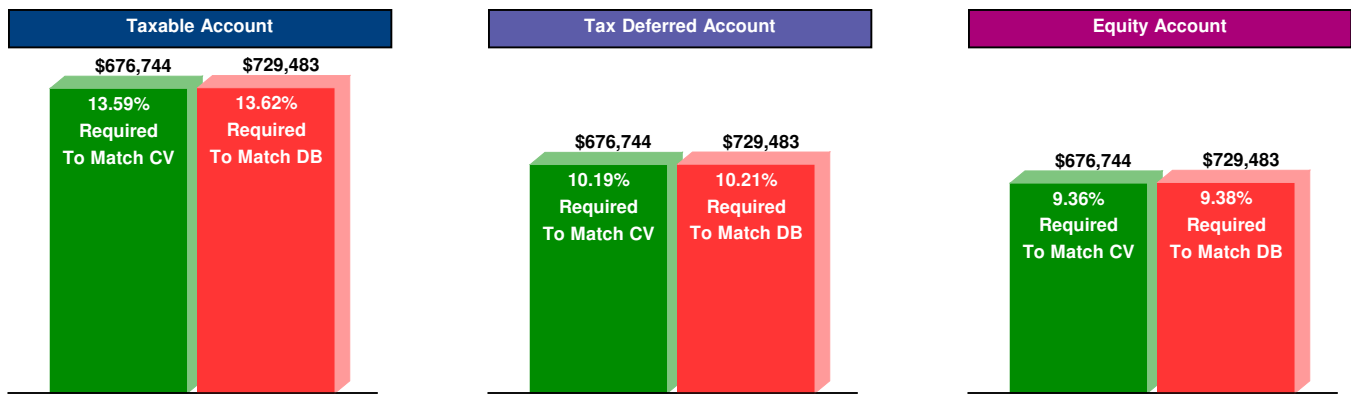 Taxable Account
$676,744
$729,483
13.59%
Required
To Match CV
13.62%
Required
To Match DB
Tax Deferred Account
$676,744
$729,483
10.19%
Required
To Match CV
10.21%
Required
To Match DB
Equity Account
$676,744
$729,483
9.36%
Required
To Match CV
9.38%
Required
To Match DB